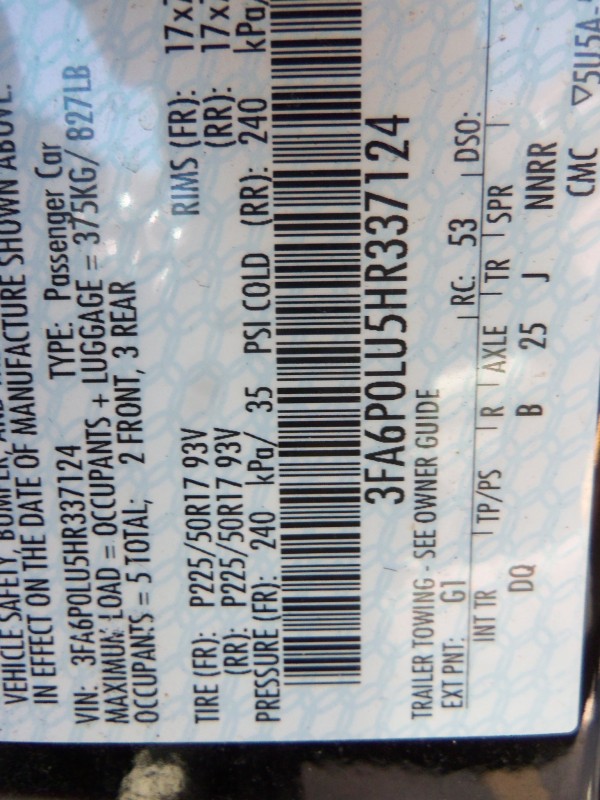 VEHICLE SAFETY, BUMPER, AND
IN EFFECT ON THE DATE OF MANUFACTURE SHOWN ABOVE.
VIN: 3FA6P0LU5HR337124 TYPE: Passenger Car
MAXIMUM LOAD = OCCUPANTS + LUGGAGE = 375KG/ 827LB
OCCUPANTS = 5 TOTAL; 2 FRONT, 3 REAR
TIRE (FR): P225/50R17 93V RIMS (FR): 17x7
(RR): P225/50R17 93V (RR): 17x
PRESSURE (FR): 240 kPa/ 35 PSI COLD (RR): 240 kPa/
3FA6P0LU5HR337124
TRAILER TOWING - SEE OWNER GUIDE
EXT PNT: G1 RC: 53 DSO:
INT TR TP/PS R AXLE TR SPR
DQ B 25 J NNRR
CMC ▽5U5A-